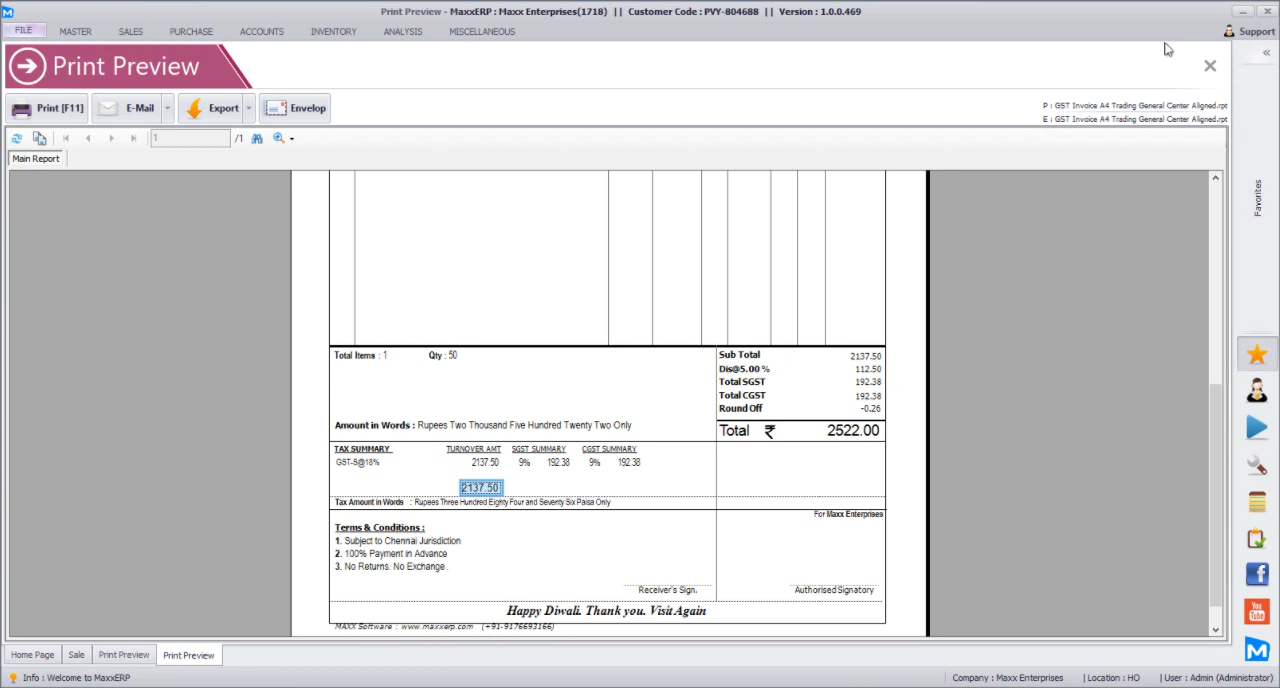 Print Preview - MaxxERP : Maxx Enterprises(1718) || Customer Code : PVY-804688 || Version : 1.0.0.469
FILE MASTER SALES PURCHASE ACCOUNTS INVENTORY ANALYSIS MISCELLANEOUS Support
Print Preview
Print [F11] E-Mail Export Envelop
P : GST Invoice A4 Trading General Center Aligned.rpt
E : GST Invoice A4 Trading General Center Aligned.rpt
1 /1
Main Report
Favorites
Total Items : 1 Qty : 50
Sub Total 2137.50
Dis@5.00 % 112.50
Total SGST 192.38
Total CGST 192.38
Round Off -0.26
Amount in Words : Rupees Two Thousand Five Hundred Twenty Two Only
Total ₹ 2522.00
TAX SUMMARY TURNOVER AMT SGST SUMMARY CGST SUMMARY
GST-S@18% 2137.50 9% 192.38 9% 192.38
2137.50
Tax Amount in Words : Rupees Three Hundred Eighty Four and Seventy Six Paisa Only
For Maxx Enterprises
Terms & Conditions :
1. Subject to Chennai Jurisdiction
2. 100% Payment in Advance
3. No Returns. No Exchange.
Receiver's Sign. Authorised Signatory
Happy Diwali. Thank you. Visit Again
MAXX Software : www.maxxerp.com (+91-9176693166)
You Tube
Home Page Sale Print Preview Print Preview
Info : Welcome to MaxxERP Company : Maxx Enterprises | Location : HO | User : Admin (Administrator)